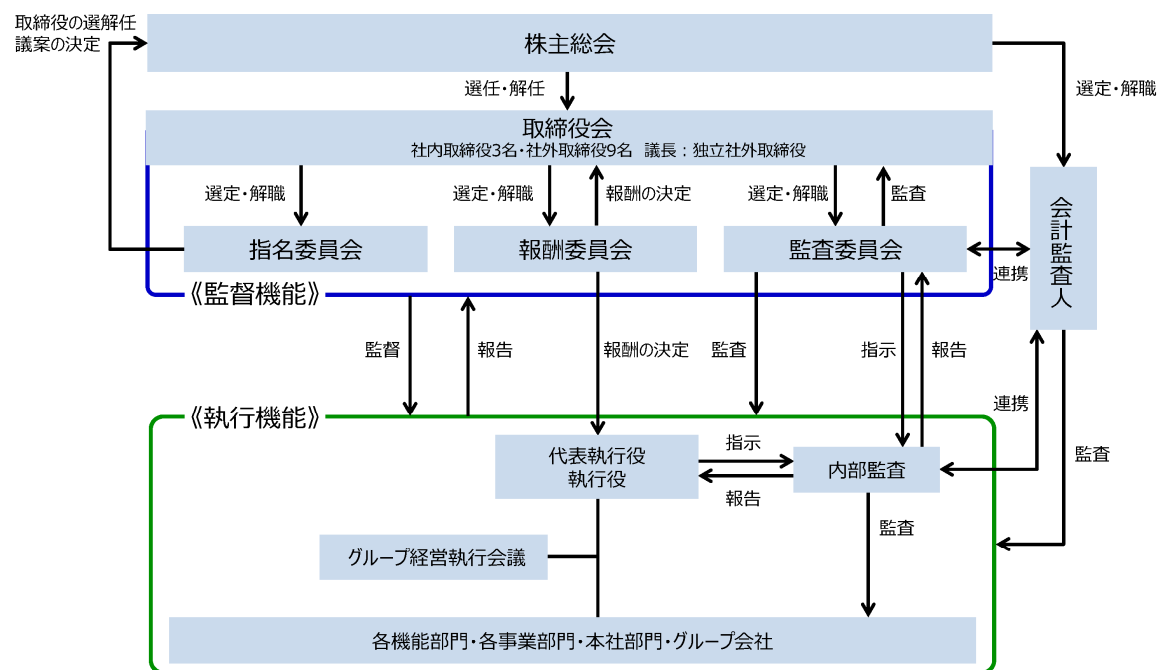 取締役の選解任
議案の決定
株主総会
選任・解任
選定・解職
取締役会
社内取締役3名・社外取締役9名 議長：独立社外取締役
選定・解職
選定・解職
報酬の決定
選定・解職
監査
指名委員会
報酬委員会
監査委員会
会計監査人
連携
《監督機能》
監督
報告
報酬の決定
監査
指示
報告
連携
《執行機能》
代表執行役
執行役
指示
報告
内部監査
監査
監査
グループ経営執行会議
各機能部門・各事業部門・本社部門・グループ会社